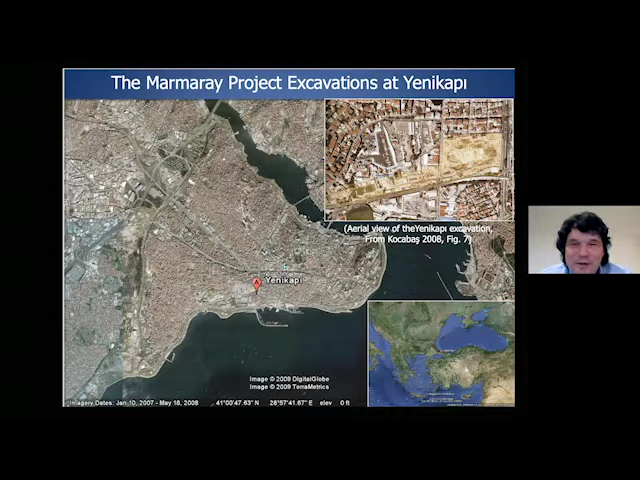 The Marmaray Project Excavations at Yenikapı
(Aerial view of theYenikapı excavation,
From Kocabaş 2008, Fig. 7)
Yenikapı
Image © 2009 DigitalGlobe
Image © 2009 TerraMetrics
Imagery Dates: Jan 10, 2007 - May 18, 2008 41°00'47.63" N 28°57'41.67" E elev 0 ft